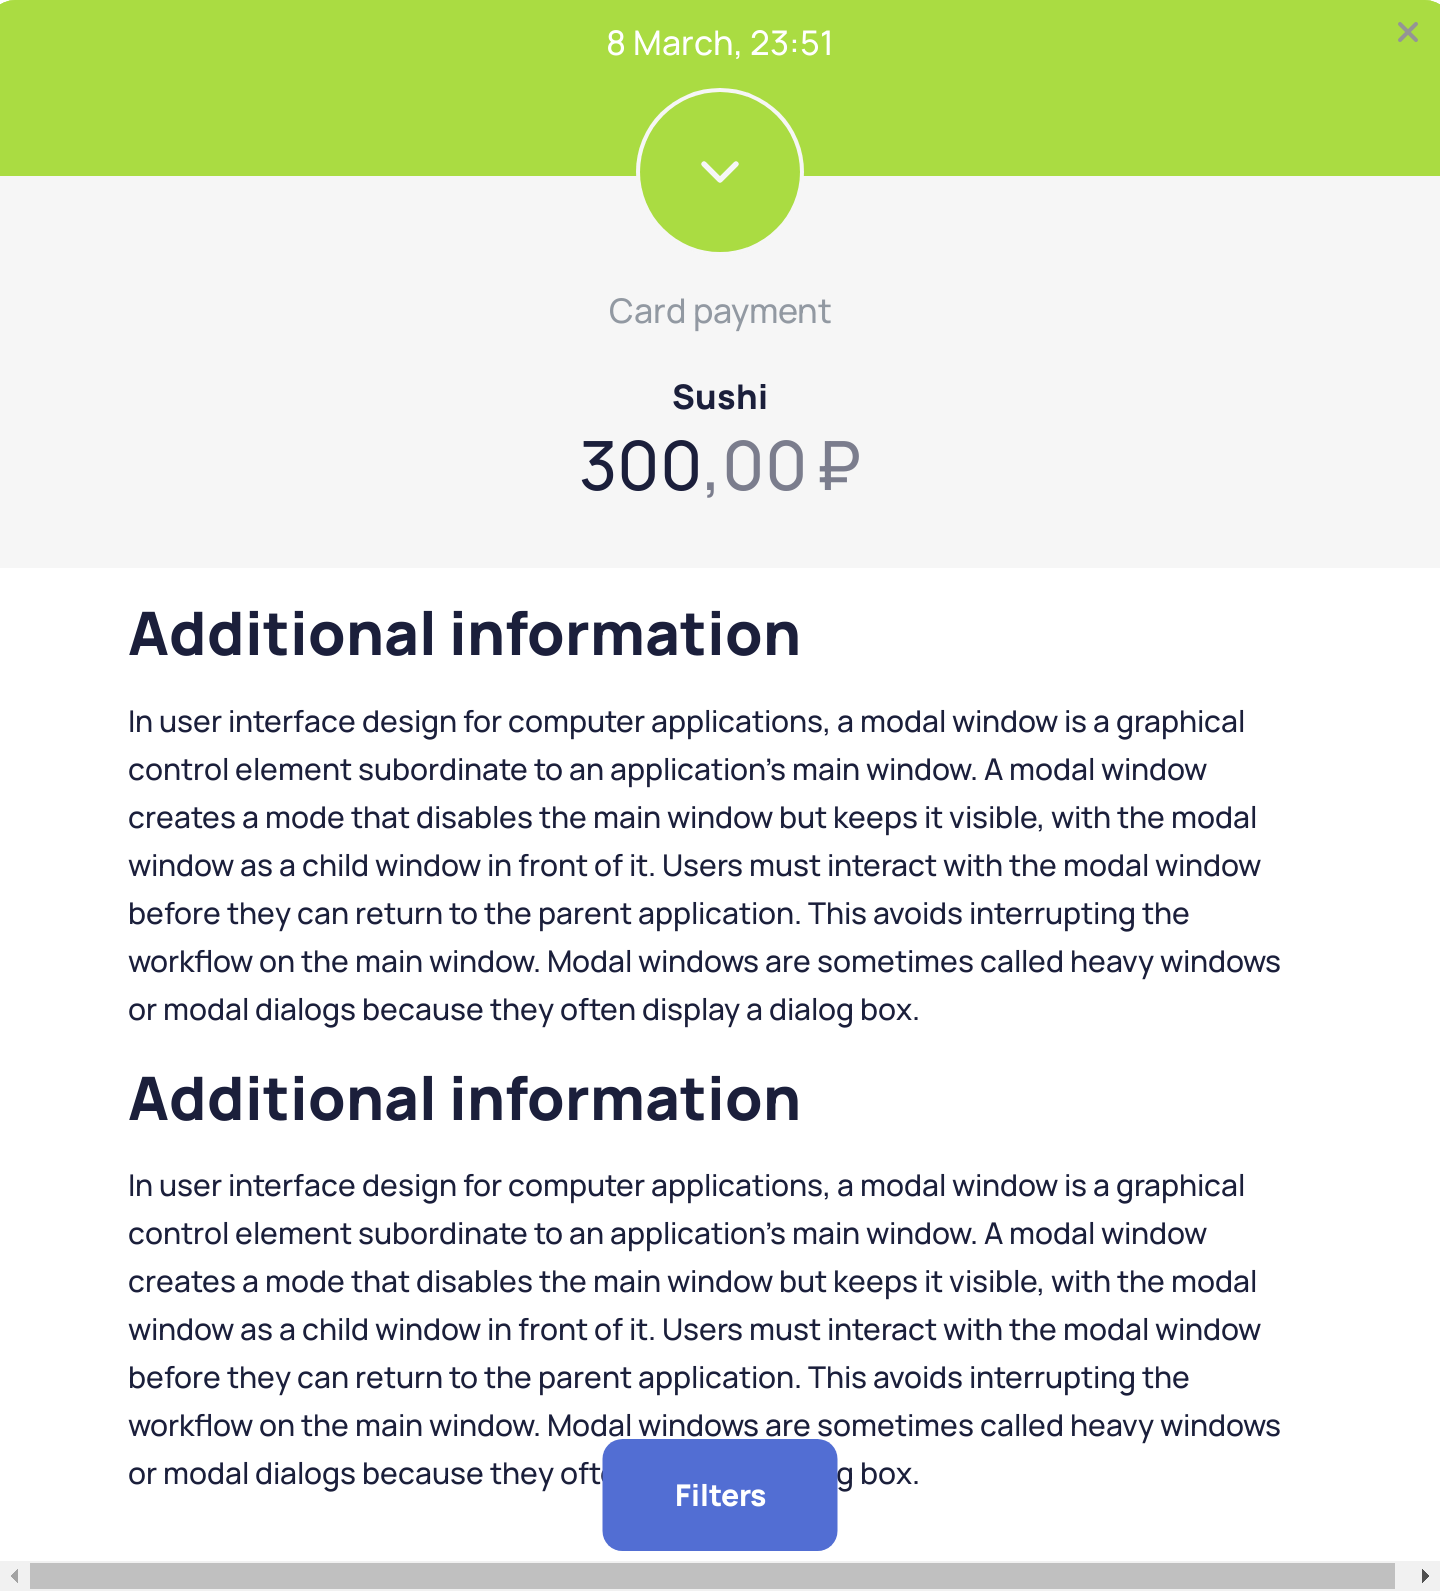 8 March, 23:51
Card payment
Sushi
300,00 ₽
Additional information
In user interface design for computer applications, a modal window is a graphical
control element subordinate to an application’s main window. A modal window
creates a mode that disables the main window but keeps it visible, with the modal
window as a child window in front of it. Users must interact with the modal window
before they can return to the parent application. This avoids interrupting the
workflow on the main window. Modal windows are sometimes called heavy windows
or modal dialogs because they often display a dialog box.
Additional information
In user interface design for computer applications, a modal window is a graphical
control element subordinate to an application’s main window. A modal window
creates a mode that disables the main window but keeps it visible, with the modal
window as a child window in front of it. Users must interact with the modal window
before they can return to the parent application. This avoids interrupting the
workflow on the main window. Modal windows are sometimes called heavy windows
or modal dialogs because they box.
Filters